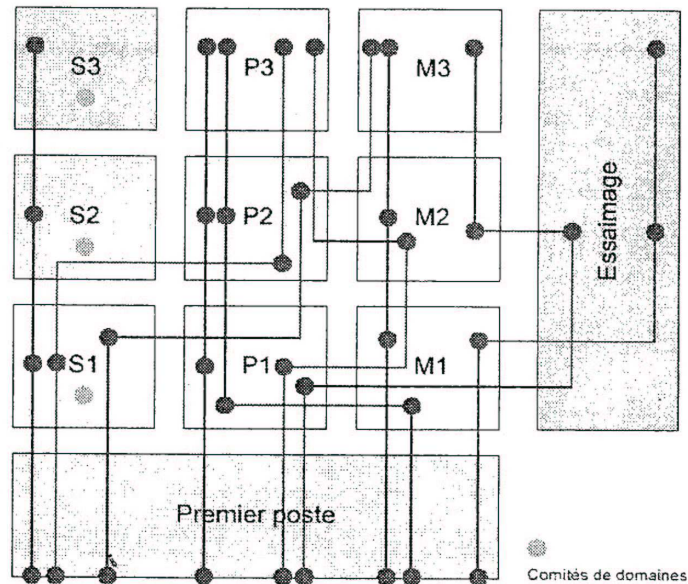 S3
P3
M3
S2
P2
M2
Essaimage
S1
P1
M1
Premier poste
Comités de domaines